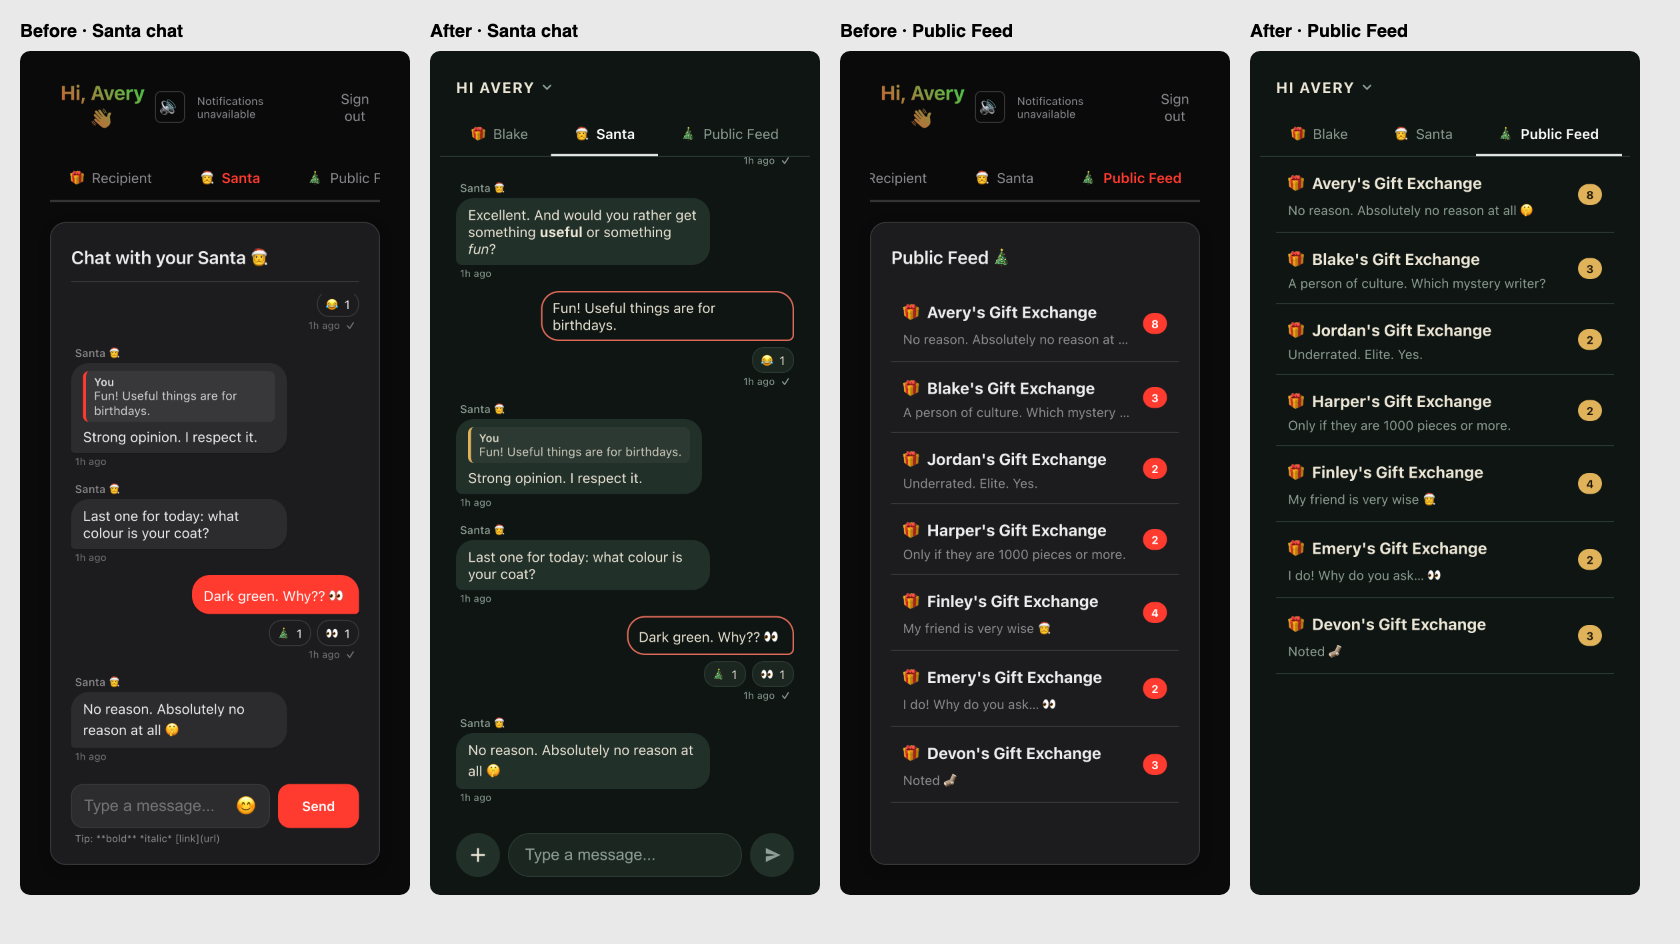 Before · Santa chat
Hi, Avery
Notifications
unavailable
Sign
out
Recipient
Santa
Public F
Chat with your Santa
1
1h ago ✓
Santa
You
Fun! Useful things are for
birthdays.
Strong opinion. I respect it.
1h ago
Santa
Last one for today: what
colour is your coat?
1h ago
Dark green. Why??
1
1
1h ago ✓
Santa
No reason. Absolutely no
reason at all
1h ago
Type a message...
Send
Tip: **bold** *italic* [link](url)
After · Santa chat
HI AVERY
Blake
Santa
Public Feed
1h ago ✓
Santa
Excellent. And would you rather get
something useful or something
fun?
1h ago
Fun! Useful things are for
birthdays.
1
1h ago ✓
Santa
You
Fun! Useful things are for birthdays.
Strong opinion. I respect it.
1h ago
Santa
Last one for today: what colour is
your coat?
1h ago
Dark green. Why??
1
1
1h ago ✓
Santa
No reason. Absolutely no reason at
all
1h ago
Type a message...
Before · Public Feed
Hi, Avery
Notifications
unavailable
Sign
out
Recipient
Santa
Public Feed
Public Feed
Avery's Gift Exchange
8
No reason. Absolutely no reason at ...
Blake's Gift Exchange
3
A person of culture. Which mystery ...
Jordan's Gift Exchange
2
Underrated. Elite. Yes.
Harper's Gift Exchange
2
Only if they are 1000 pieces or more.
Finley's Gift Exchange
4
My friend is very wise
Emery's Gift Exchange
2
I do! Why do you ask...
Devon's Gift Exchange
3
Noted
After · Public Feed
HI AVERY
Blake
Santa
Public Feed
Avery's Gift Exchange
8
No reason. Absolutely no reason at all
Blake's Gift Exchange
3
A person of culture. Which mystery writer?
Jordan's Gift Exchange
2
Underrated. Elite. Yes.
Harper's Gift Exchange
2
Only if they are 1000 pieces or more.
Finley's Gift Exchange
4
My friend is very wise
Emery's Gift Exchange
2
I do! Why do you ask...
Devon's Gift Exchange
3
Noted